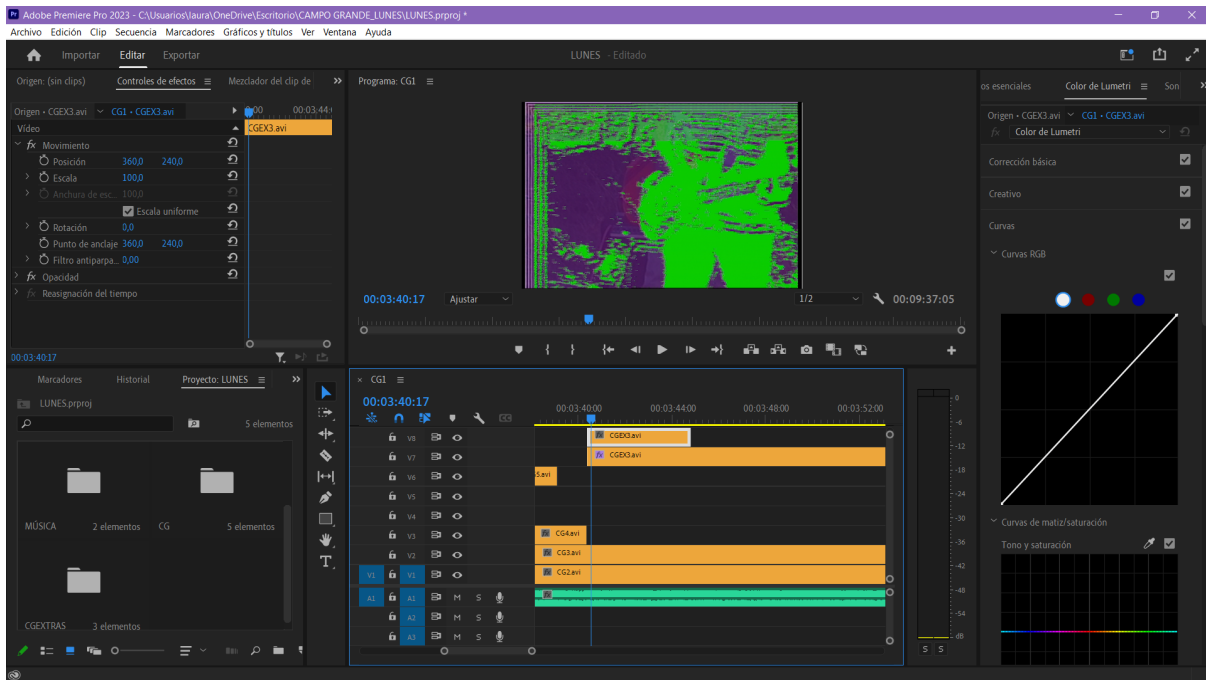 Adobe Premiere Pro 2023 - C:\Usuarios\laura\OneDrive\Escritorio\CAMPO GRANDE_LUNES\LUNES.prproj *
Archivo Edición Clip Secuencia Marcadores Gráficos y títulos Ver Ventana Ayuda
Importar Editar Exportar LUNES - Editado
Origen: (sin clips) Controles de efectos Mezclador del clip de
Origen • CGEX3.avi CG1 • CGEX3.avi 00:03:44:
Vídeo CGEX3.avi
fx Movimiento
Posición 360,0 240,0
Escala 100,0
Anchura de esc... 100,0
Escala uniforme
Rotación 0,0
Punto de anclaje 360,0 240,0
Filtro antiparpa... 0,00
fx Opacidad
fx Reasignación del tiempo
00:03:40:17
Programa: CG1
00:03:40:17 Ajustar 1/2 00:09:37:05
os esenciales Color de Lumetri Son
Origen • CGEX3.avi CG1 • CGEX3.avi
fx Color de Lumetri
Corrección básica
Creativo
Curvas
Curvas RGB
Curvas de matiz/saturación
Tono y saturación
Marcadores Historial Proyecto: LUNES
LUNES.prproj
5 elementos
MÚSICA 2 elementos CG 5 elementos
CGEXTRAS 3 elementos
CG1
00:03:40:17 00:03:40:00 00:03:44:00 00:03:48:00 00:03:52:00
V8 CGEX3.avi
V7 CGEX3.avi
V6 5.avi
V5
V4
V3 CG4.avi
V2 CG3.avi
V1 V1 CG2.avi
A1 A1 M S
A2 M S
A3 M S
0
-6
-12
-18
-24
-30
-36
-42
-48
-54
dB
S S